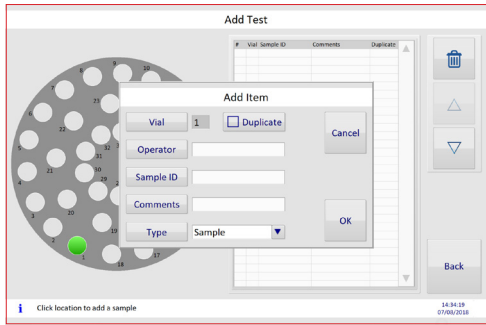 Add Test
# Vial Sample ID Comments Duplicate
8 9 10
7
23
6
22
32
5 31
30
21 29
4
3 20
19
2
1 18 17
Add Item
Vial 1 Duplicate
Cancel
Operator
Sample ID
Comments
OK
Type Sample
Back
i Click location to add a sample
14:34:19
07/08/2018